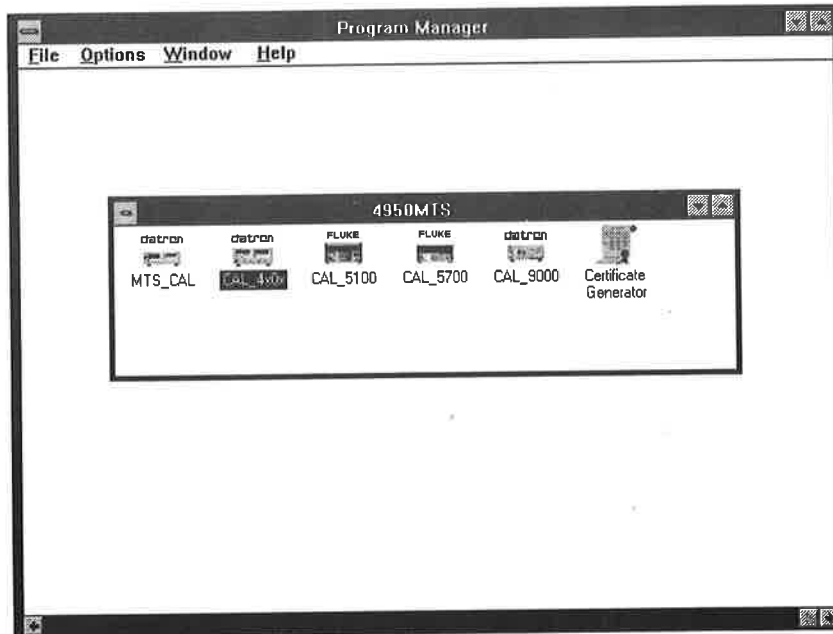 Program Manager
File Options Window Help
4950MTS
datron datron FLUKE FLUKE datron
MTS_CAL CAL_4x0x CAL_5100 CAL_5700 CAL_9000 Certificate
Generator